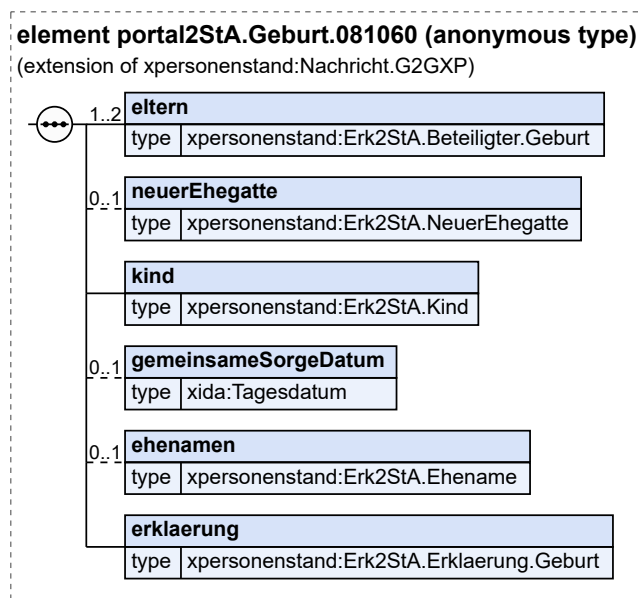 element portal2StA.Geburt.081060 (anonymous type)
(extension of xpersonenstand:Nachricht.G2GXP)
1..2 eltern
type xpersonenstand:Erk2StA.Beteiligter.Geburt
0..1 neuerEhegatte
type xpersonenstand:Erk2StA.NeuerEhegatte
kind
type xpersonenstand:Erk2StA.Kind
0..1 gemeinsameSorgeDatum
type xida:Tagesdatum
0..1 ehenamen
type xpersonenstand:Erk2StA.Ehename
erklaerung
type xpersonenstand:Erk2StA.Erklaerung.Geburt